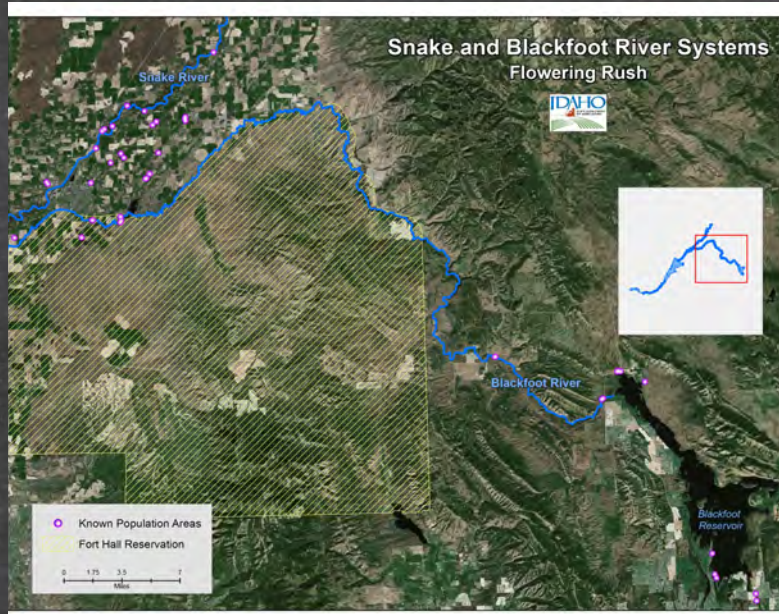 Snake and Blackfoot River Systems
Flowering Rush
IDAHO
Snake River
Blackfoot River
Blackfoot
Reservoir
Known Population Areas
Fort Hall Reservation
0 1.75 3.5 7
Miles